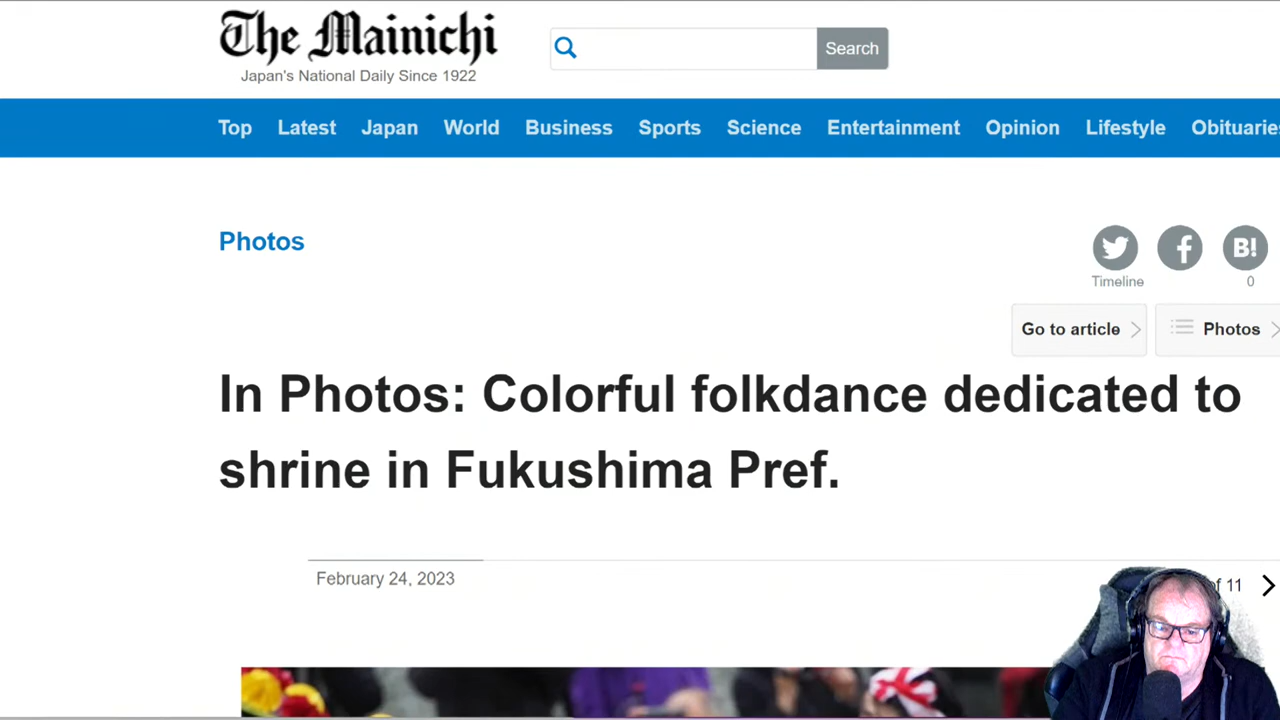 The Mainichi
Japan's National Daily Since 1922
Search
Top Latest Japan World Business Sports Science Entertainment Opinion Lifestyle Obituaries
Photos
Timeline
B!
0
Go to article
Photos
In Photos: Colorful folkdance dedicated to
shrine in Fukushima Pref.
February 24, 2023
of 11